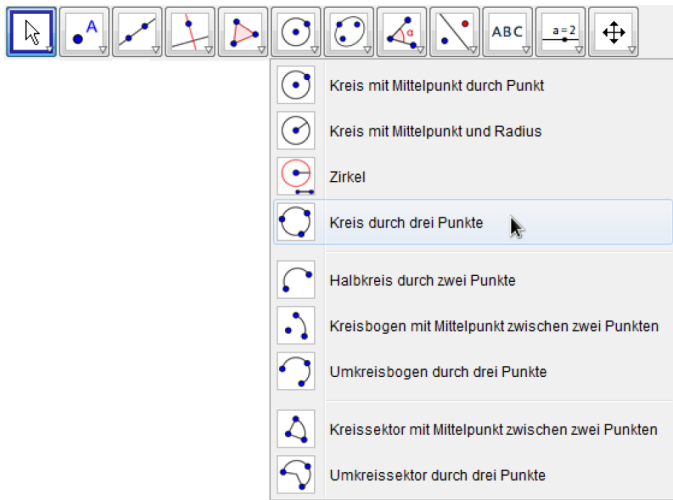 A α ABC a=2
Kreis mit Mittelpunkt durch Punkt
Kreis mit Mittelpunkt und Radius
Zirkel
Kreis durch drei Punkte
Halbkreis durch zwei Punkte
Kreisbogen mit Mittelpunkt zwischen zwei Punkten
Umkreisbogen durch drei Punkte
Kreissektor mit Mittelpunkt zwischen zwei Punkten
Umkreissektor durch drei Punkte